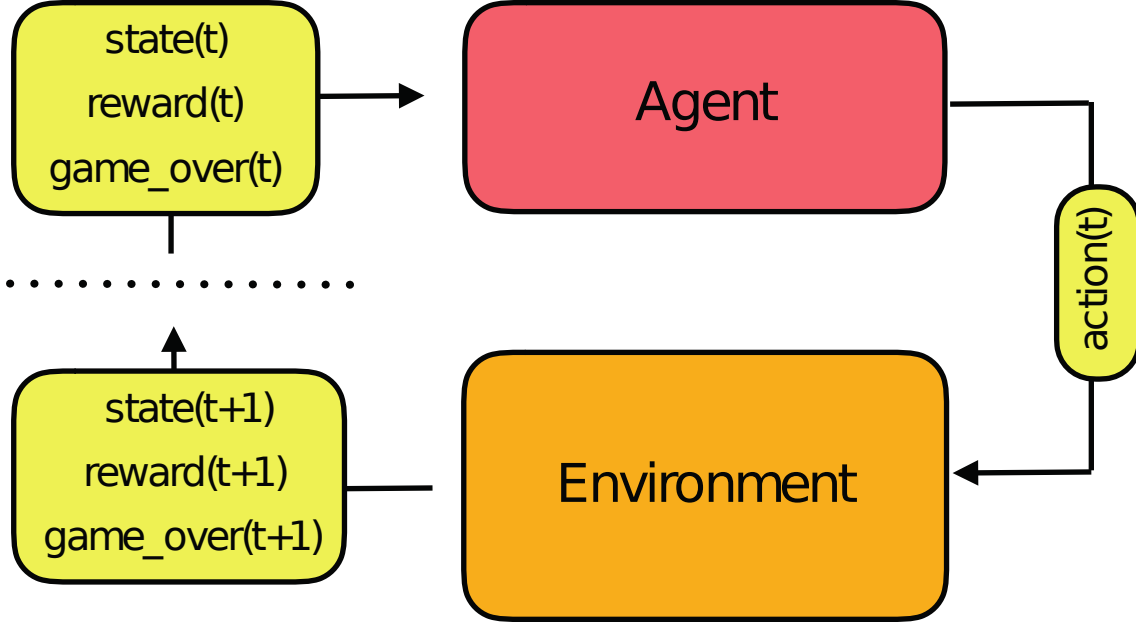 state(t)
reward(t)
game_over(t)
Agent
action(t)
state(t+1)
reward(t+1)
game_over(t+1)
Environment